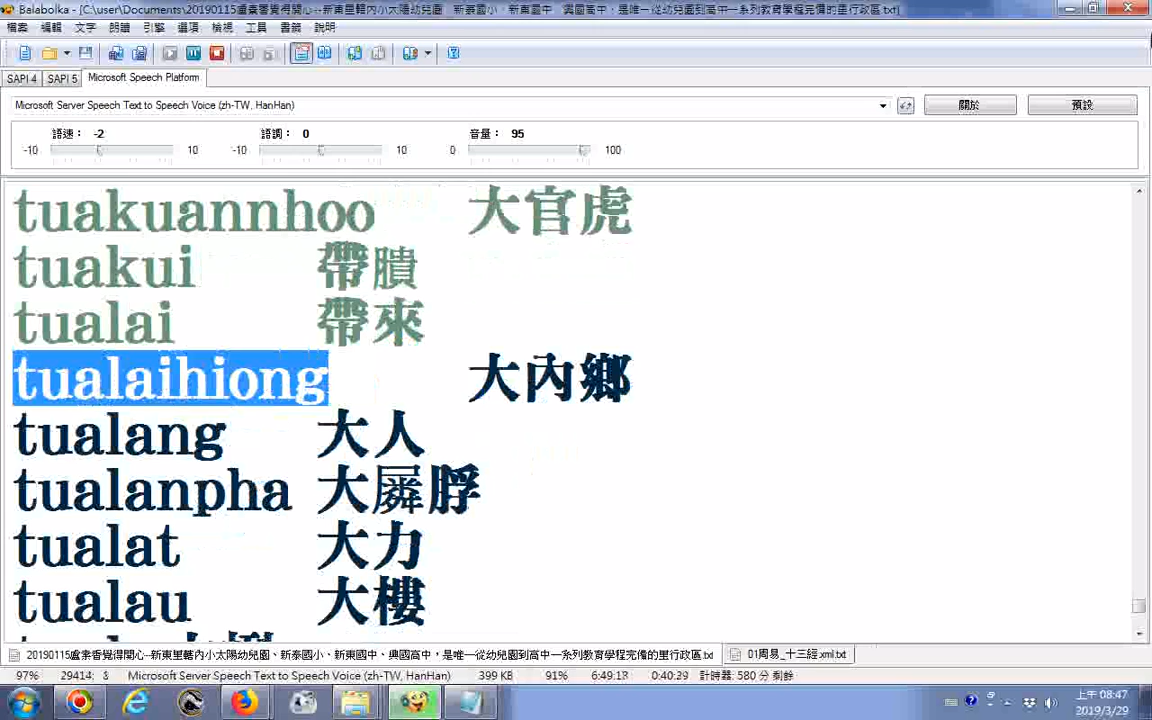 Balabolka - [C:\user\Documents\20190115盧素香覺得開心--新東里轄內小太陽幼兒園、新泰國小、新東國中、興國高中，是唯一從幼兒園到高中一系列教育學程完備的里行政區.txt]
檔案 編輯 文字 朗讀 引擎 選項 檢視 工具 書籤 說明
SAPI 4 SAPI 5 Microsoft Speech Platform
Microsoft Server Speech Text to Speech Voice (zh-TW, HanHan) 關於 預設
語速： -2 語調： 0 音量： 95
-10 10 -10 10 0 100
tuakuannhoo 大官虎
tuakui 帶膭
tualai 帶來
tualaihiong 大內鄉
tualang 大人
tualanpha 大羼脬
tualat 大力
tualau 大樓
20190115盧素香覺得開心--新東里轄內小太陽幼兒園、新泰國小、新東國中、興國高中，是唯一從幼兒園到高中一系列教育學程完備的里行政區.txt 01周易_十三經.xml.txt
97% 29414: 8 Microsoft Server Speech Text to Speech Voice (zh-TW, HanHan) 399 KB 91% 6:49:13 0:40:39 計時器: 580 分 剩餘
上午 08:47
2019/3/29